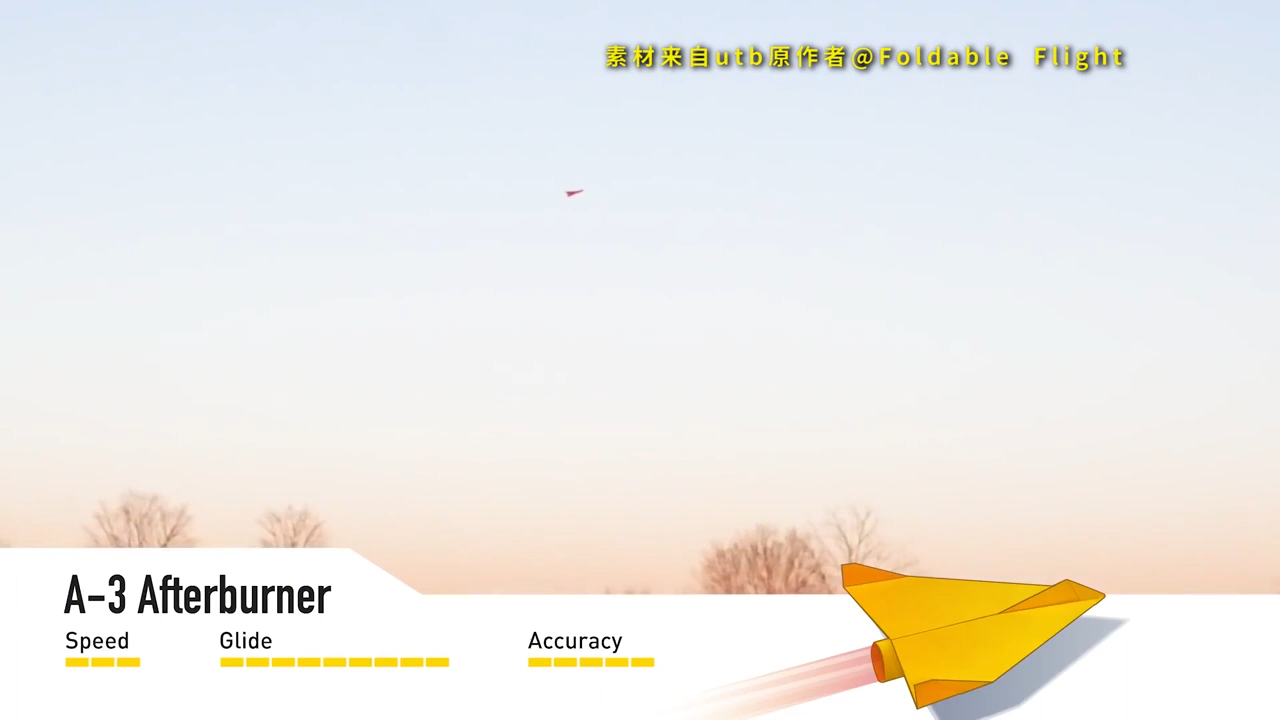 素材来自utb原作者@Foldable Flight
A-3 Afterburner
Speed
Glide
Accuracy